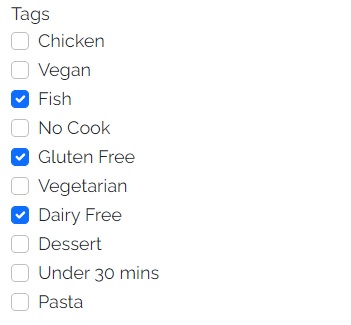 Tags
Chicken
Vegan
Fish
No Cook
Gluten Free
Vegetarian
Dairy Free
Dessert
Under 30 mins
Pasta